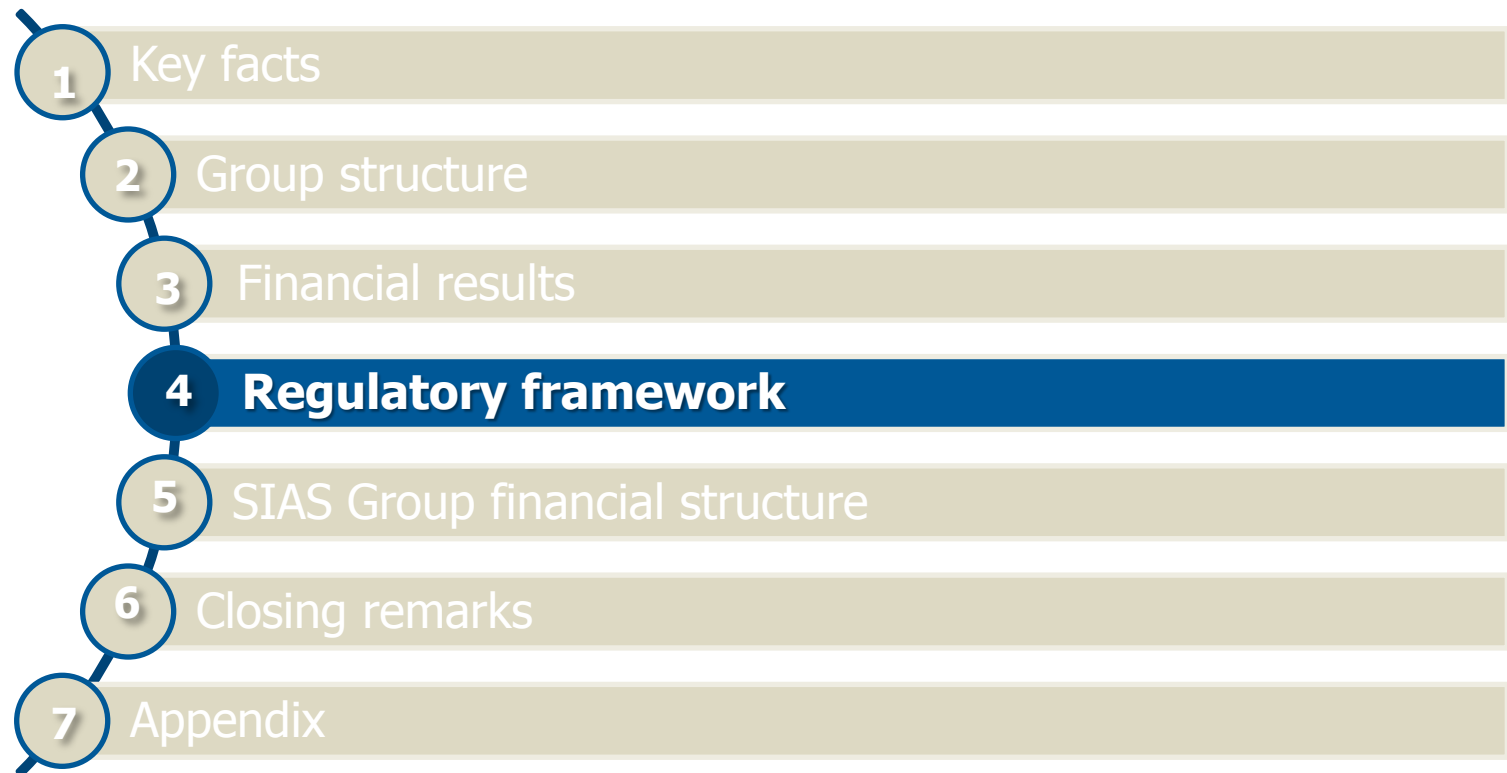 1 Key facts
2 Group structure
3 Financial results
4 Regulatory framework
5 SIAS Group financial structure
6 Closing remarks
7 Appendix